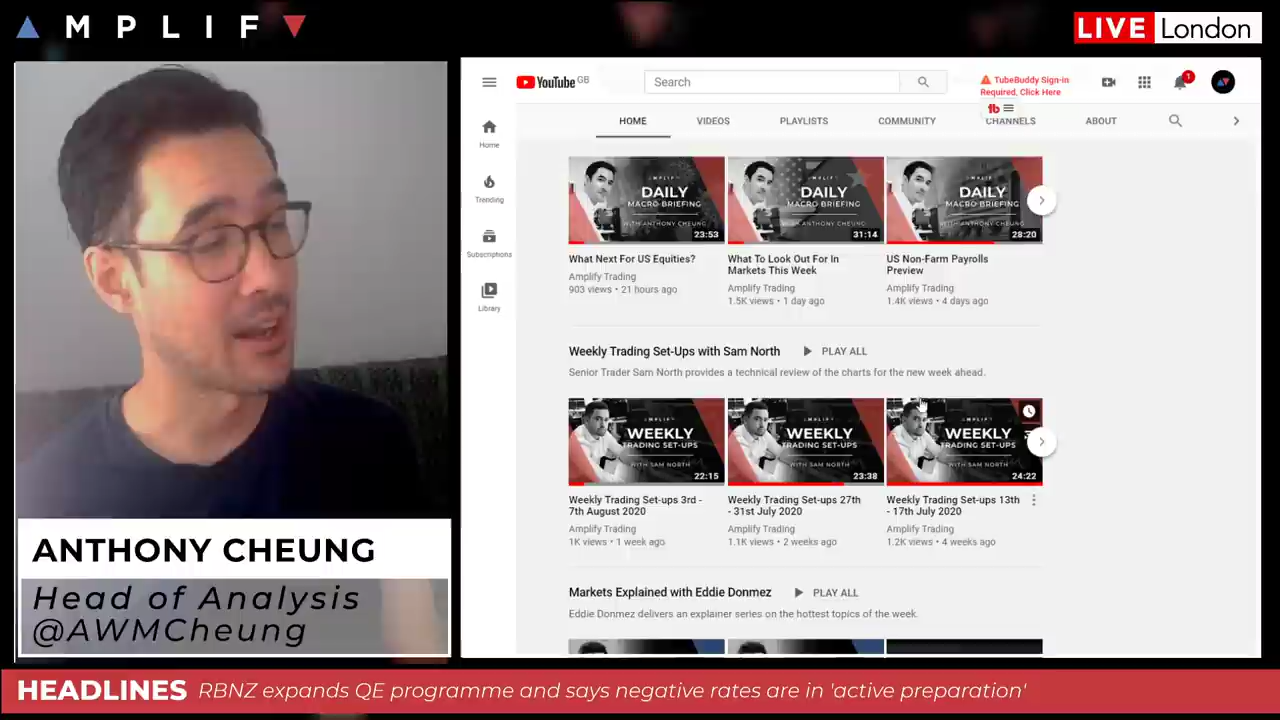 MPLIF
LIVE London
YouTube GB
Search
TubeBuddy Sign-in
Required, Click Here
1
tb
HOME
VIDEOS
PLAYLISTS
COMMUNITY
CHANNELS
ABOUT
Home
Trending
Subscriptions
Library
MPLIF
DAILY
MACRO BRIEFING
WITH ANTHONY CHEUNG
23:53
MPLIF
DAILY
MACRO BRIEFING
WITH ANTHONY CHEUNG
31:14
MPLIF
DAILY
MACRO BRIEFING
WITH ANTHONY CHEUNG
28:20
What Next For US Equities?
Amplify Trading
903 views • 21 hours ago
What To Look Out For In
Markets This Week
Amplify Trading
1.5K views • 1 day ago
US Non-Farm Payrolls
Preview
Amplify Trading
1.4K views • 4 days ago
Weekly Trading Set-Ups with Sam North
PLAY ALL
Senior Trader Sam North provides a technical review of the charts for the new week ahead.
MPLIF
WEEKLY
TRADING SET-UPS
WITH SAM NORTH
22:15
MPLIF
WEEKLY
TRADING SET-UPS
WITH SAM NORTH
23:38
MPLIF
WEEKLY
TRADING SET-UPS
WITH SAM NORTH
24:22
Weekly Trading Set-ups 3rd -
7th August 2020
Amplify Trading
1K views • 1 week ago
Weekly Trading Set-ups 27th
- 31st July 2020
Amplify Trading
1.1K views • 2 weeks ago
Weekly Trading Set-ups 13th
- 17th July 2020
Amplify Trading
1.2K views • 4 weeks ago
Markets Explained with Eddie Donmez
PLAY ALL
Eddie Donmez delivers an explainer series on the hottest topics of the week.
ANTHONY CHEUNG
Head of Analysis
@AWMCheung
HEADLINES RBNZ expands QE programme and says negative rates are in 'active preparation'